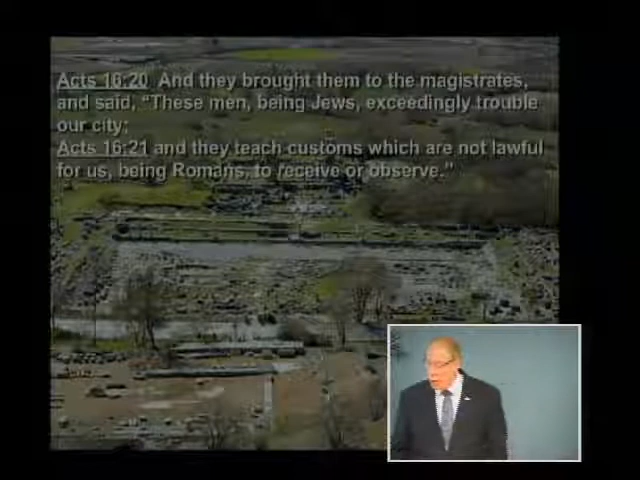 Acts 16:20 And they brought them to the magistrates,
and said, “These men, being Jews, exceedingly trouble
our city;
Acts 16:21 and they teach customs which are not lawful
for us, being Romans, to receive or observe.”